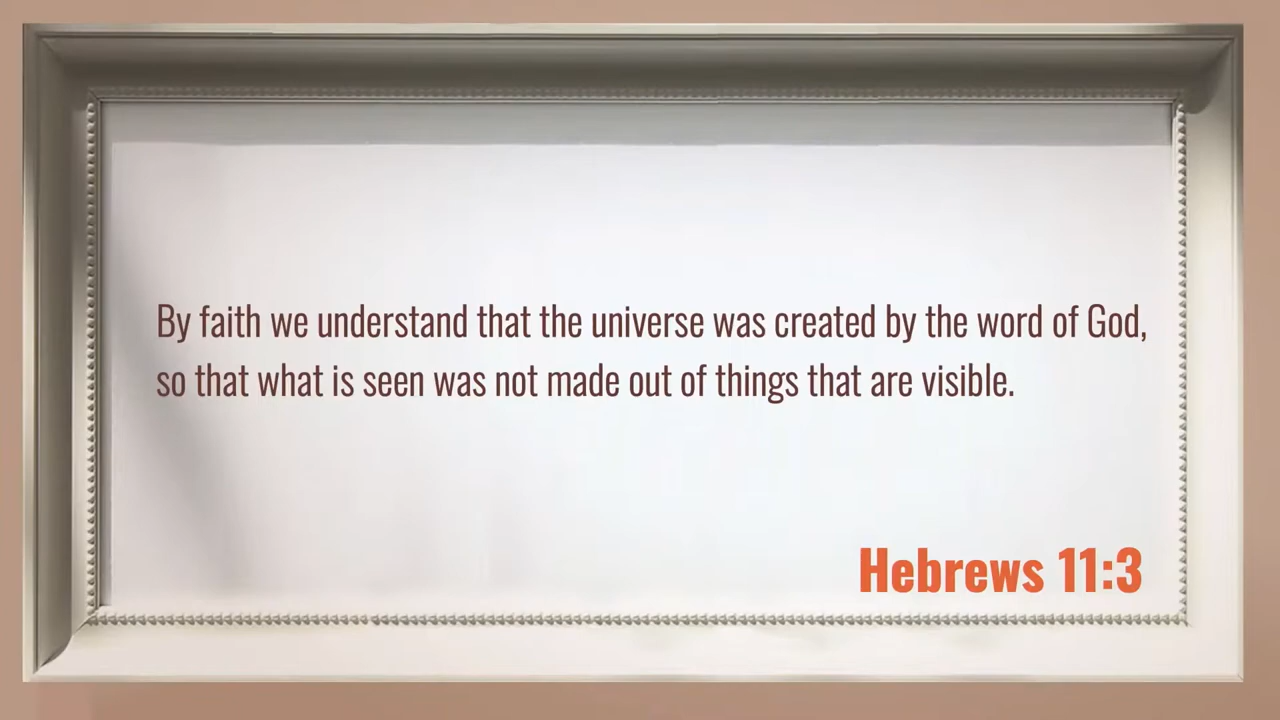 By faith we understand that the universe was created by the word of God,
so that what is seen was not made out of things that are visible.
Hebrews 11:3